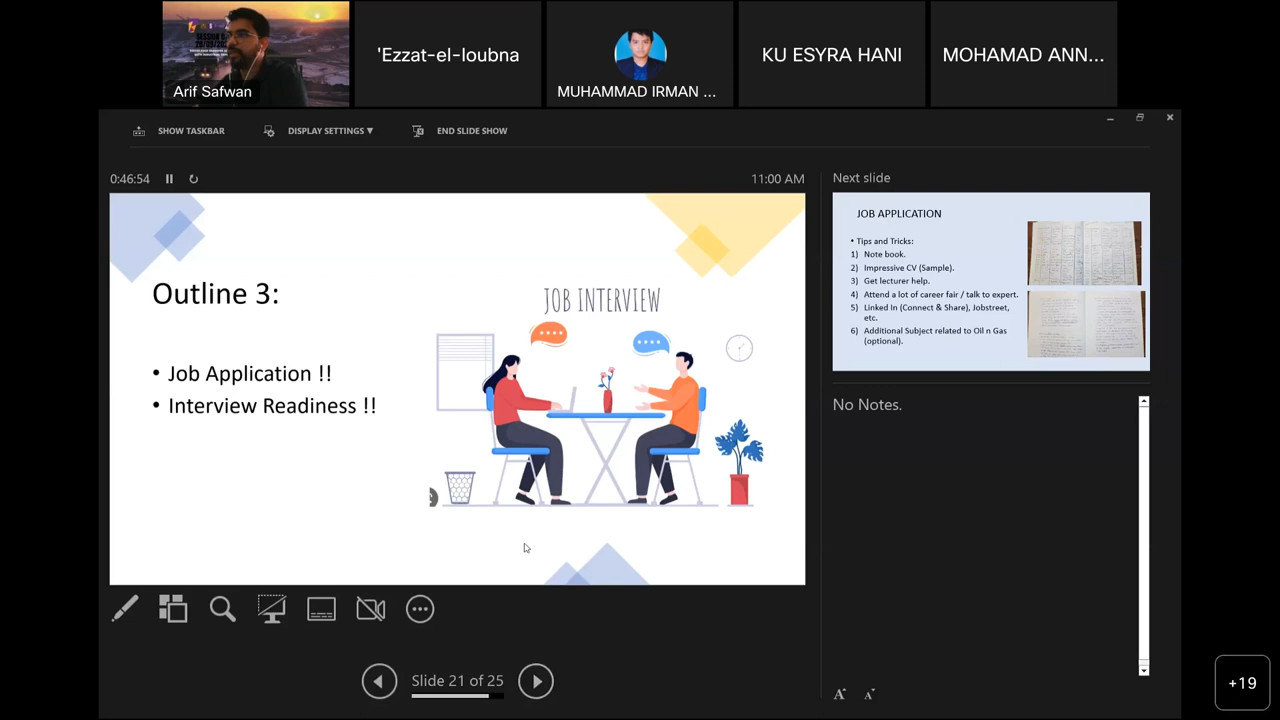 SESSION
Arif Safwan
'Ezzat-el-loubna
MUHAMMAD IRMAN ...
KU ESYRA HANI
MOHAMAD ANN...
SHOW TASKBAR
DISPLAY SETTINGS ▼
END SLIDE SHOW
0:46:54
11:00 AM
Outline 3:
• Job Application !!
• Interview Readiness !!
JOB INTERVIEW
Slide 21 of 25
Next slide
JOB APPLICATION
• Tips and Tricks:
1) Note book.
2) Impressive CV (Sample).
3) Get lecturer help.
4) Attend a lot of career fair / talk to expert.
5) Linked In (Connect & Share), Jobstreet,
etc.
6) Additional Subject related to Oil n Gas
(optional).
No Notes.
A A
+19